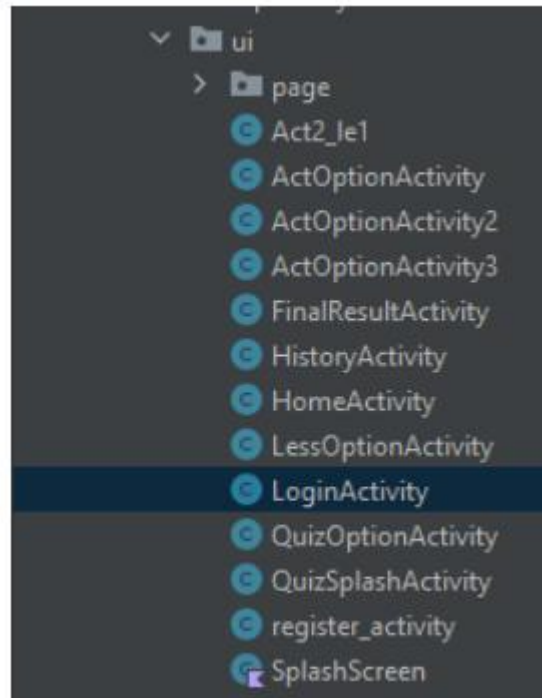 ui
page
Act2_le1
ActOptionActivity
ActOptionActivity2
ActOptionActivity3
FinalResultActivity
HistoryActivity
HomeActivity
LessOptionActivity
LoginActivity
QuizOptionActivity
QuizSplashActivity
register_activity
SplashScreen